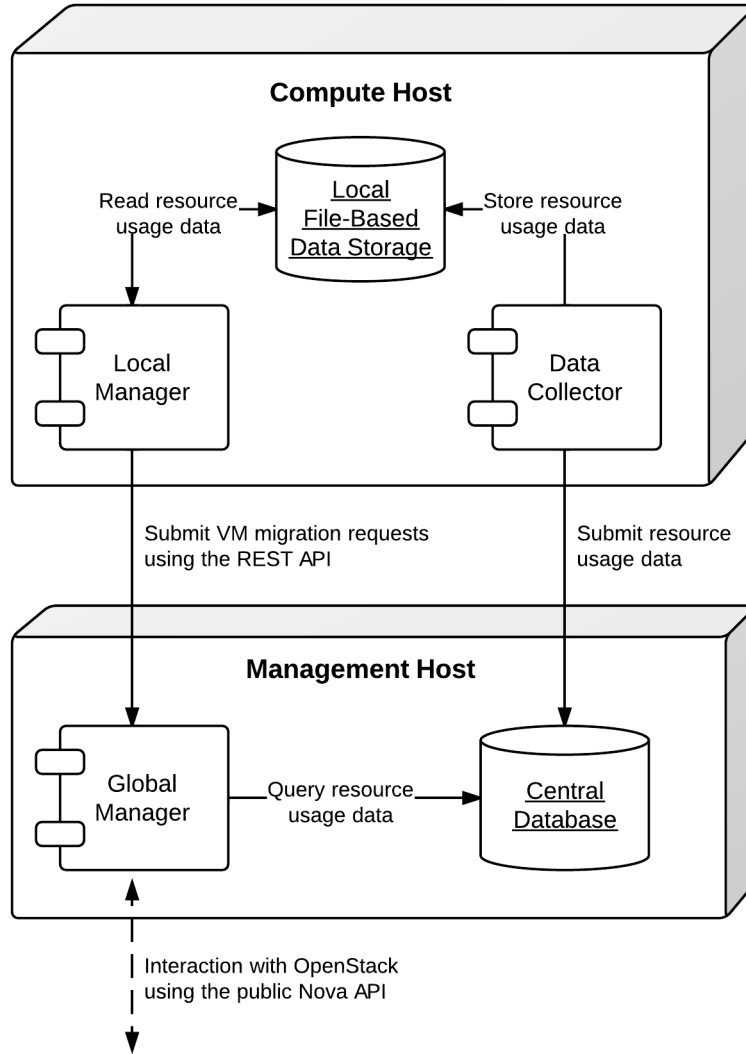 Compute Host
Read resource
usage data
Local
File-Based
Data Storage
Store resource
usage data
Local
Manager
Data
Collector
Submit VM migration requests
using the REST API
Submit resource
usage data
Management Host
Global
Manager
Query resource
usage data
Central
Database
Interaction with OpenStack
using the public Nova API